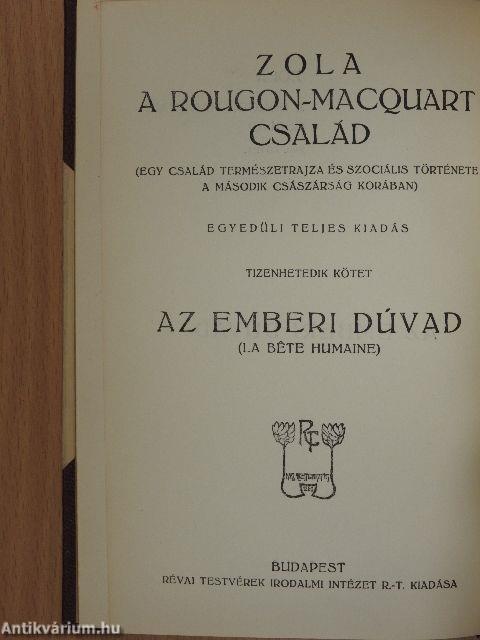 ZOLA
A ROUGON-MACQUART
CSALÁD
(EGY CSALÁD TERMÉSZETRAJZA ÉS SZOCIÁLIS TÖRTÉNETE
A MÁSODIK CSÁSZÁRSÁG KORÁBAN)
EGYEDÜLI TELJES KIADÁS
TIZENHETEDIK KÖTET
AZ EMBERI DÚVAD
(LA BÊTE HUMAINE)
BUDAPEST
RÉVAI TESTVÉREK IRODALMI INTÉZET R.-T. KIADÁSA
Antikvárium.hu